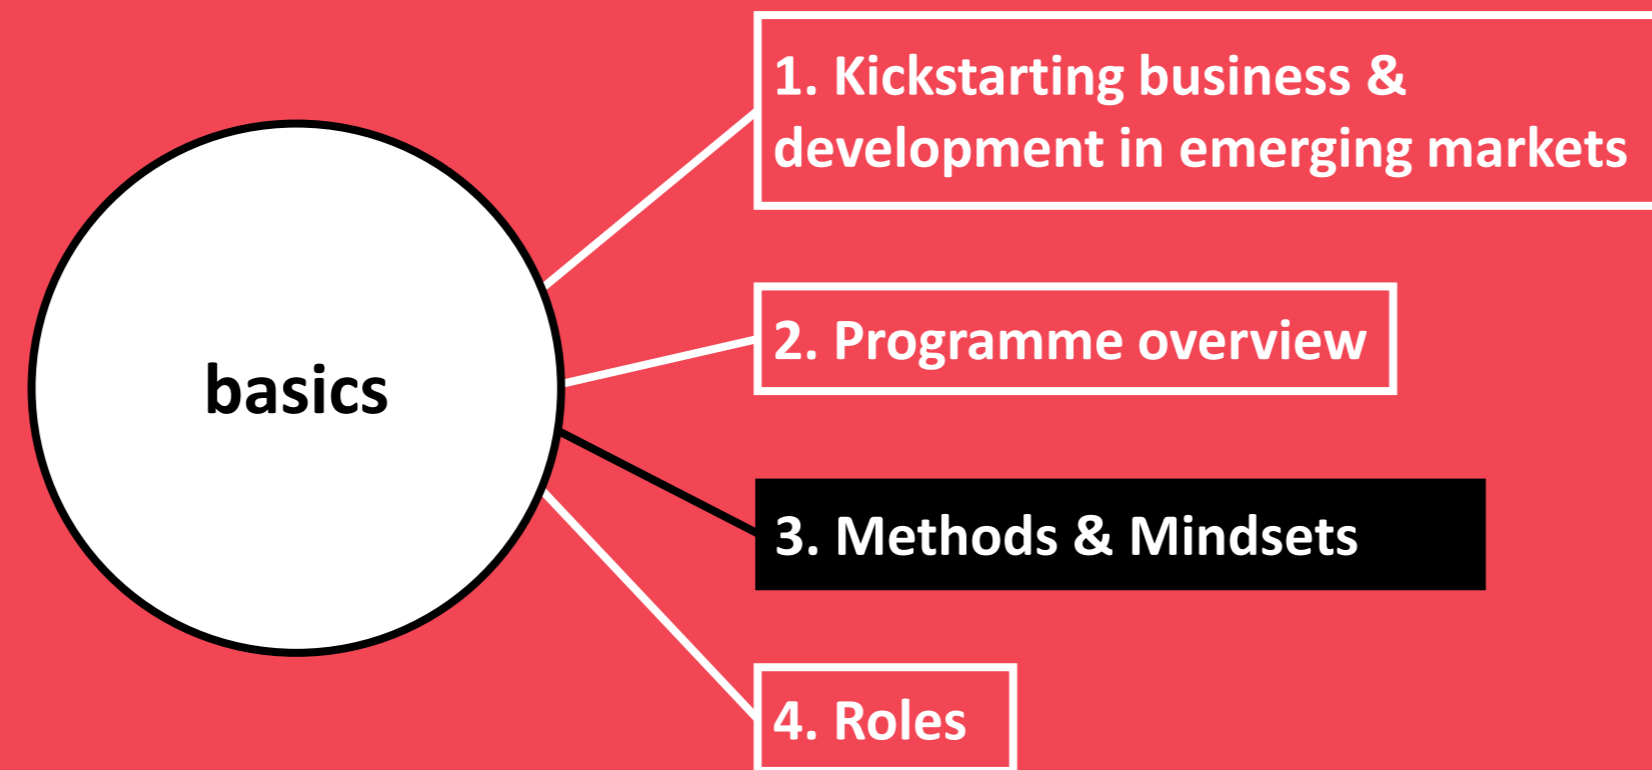 1. Kickstarting business &
development in emerging markets
2. Programme overview
basics
3. Methods & Mindsets
4. Roles